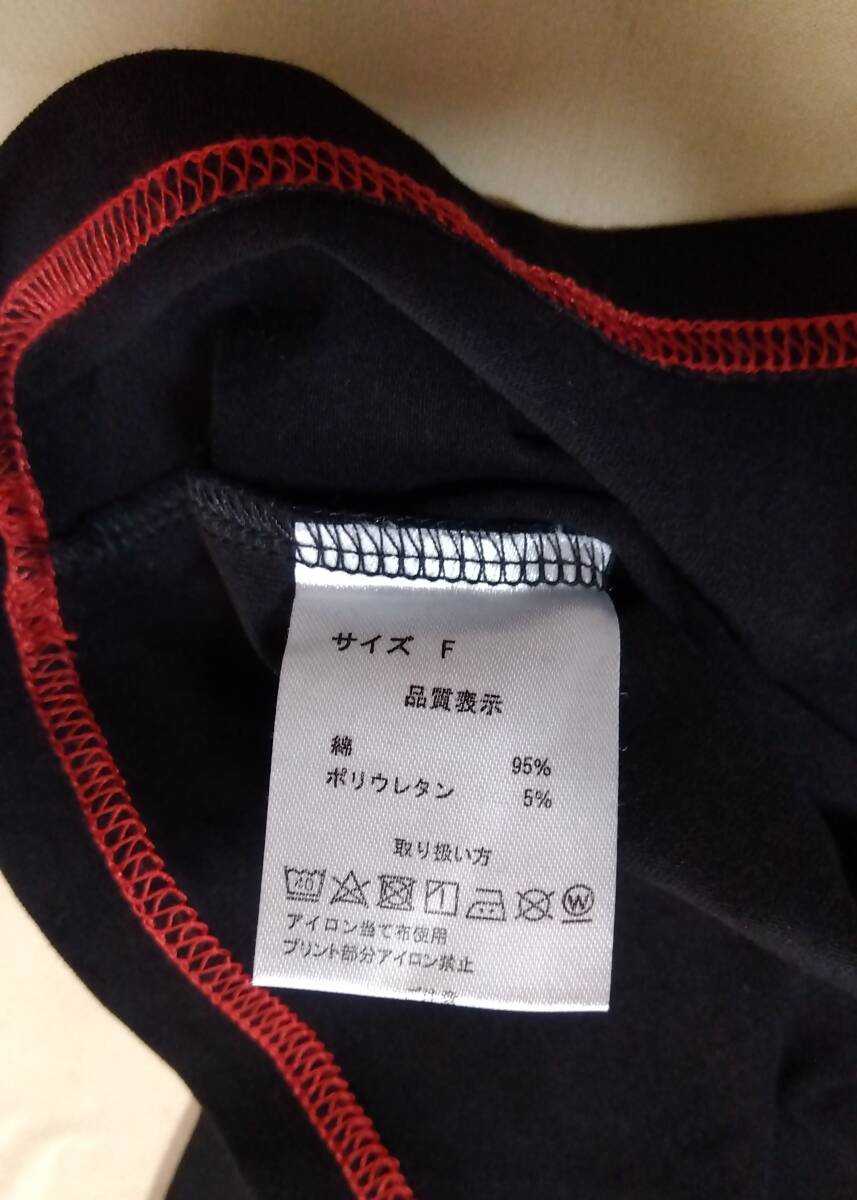 サイズ F
品質表示
綿 95%
ポリウレタン 5%
取り扱い方
40 W
アイロン当て布使用
プリント部分アイロン禁止